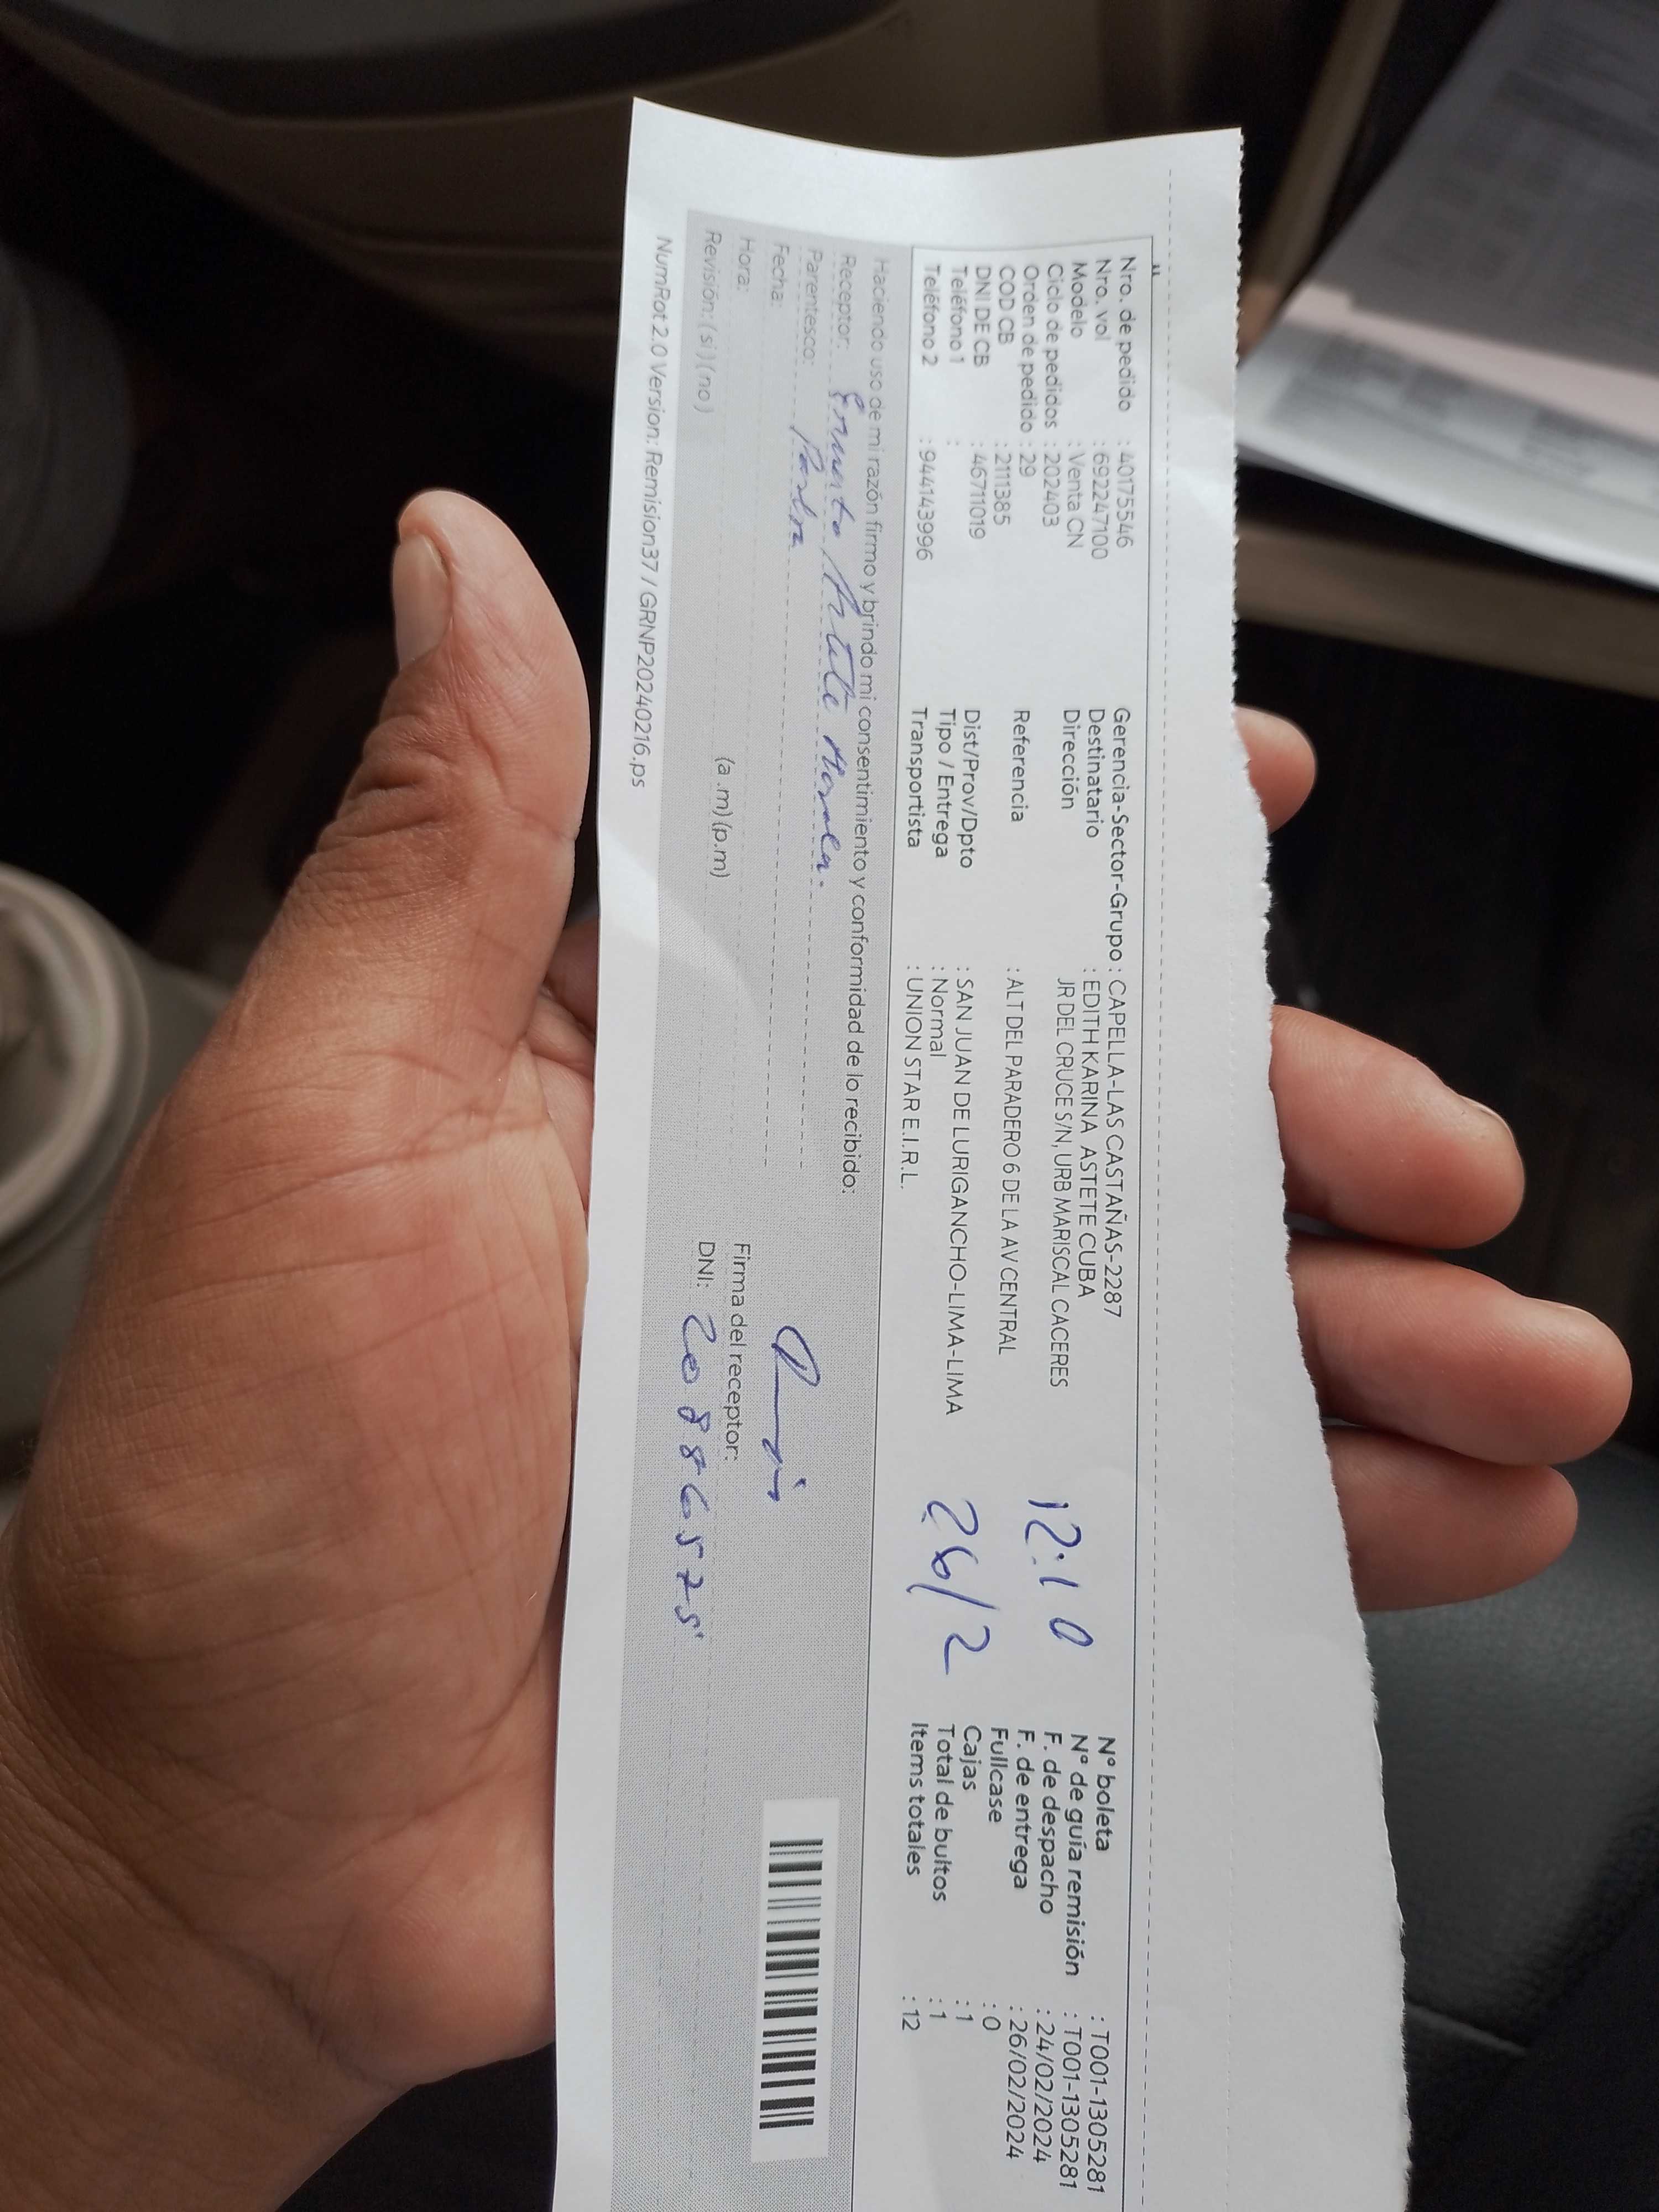 Nro. de pedido : 40175546
Nro. vol : 692247100
Modelo : Venta CN
Ciclo de pedidos : 202403
Orden de pedido : 29
COD CB : 2111385
DNI DE CB : 46711019
Teléfono 1 :
Teléfono 2 : 944143996
Gerencia-Sector-Grupo : CAPELLA-LAS CASTAÑAS-2287
Destinatario : EDITH KARINA ASTETE CUBA
Dirección JR DEL CRUCE S/N, URB MARISCAL CACERES
Referencia : ALT DEL PARADERO 6 DE LA AV CENTRAL
Dist/Prov/Dpto : SAN JUAN DE LURIGANCHO-LIMA-LIMA
Tipo / Entrega : Normal
Transportista : UNION STAR E.I.R.L.
12:10
26/2
N° boleta : T001-1305281
N° de guía remisión : T001-1305281
F. de despacho : 24/02/2024
F. de entrega : 26/02/2024
Fullcase : 0
Cajas : 1
Total de bultos : 1
Items totales : 12
Haciendo uso de mi razón firmo y brindo mi consentimiento y conformidad de lo recibido:
Receptor:
Parentesco:
Fecha:
Hora: (a .m) (p.m)
Revisión: (si) (no)
Firma del receptor:
DNI: 20886525
NumRot 2.0 Version: Remision37 / GRNP20240216.ps